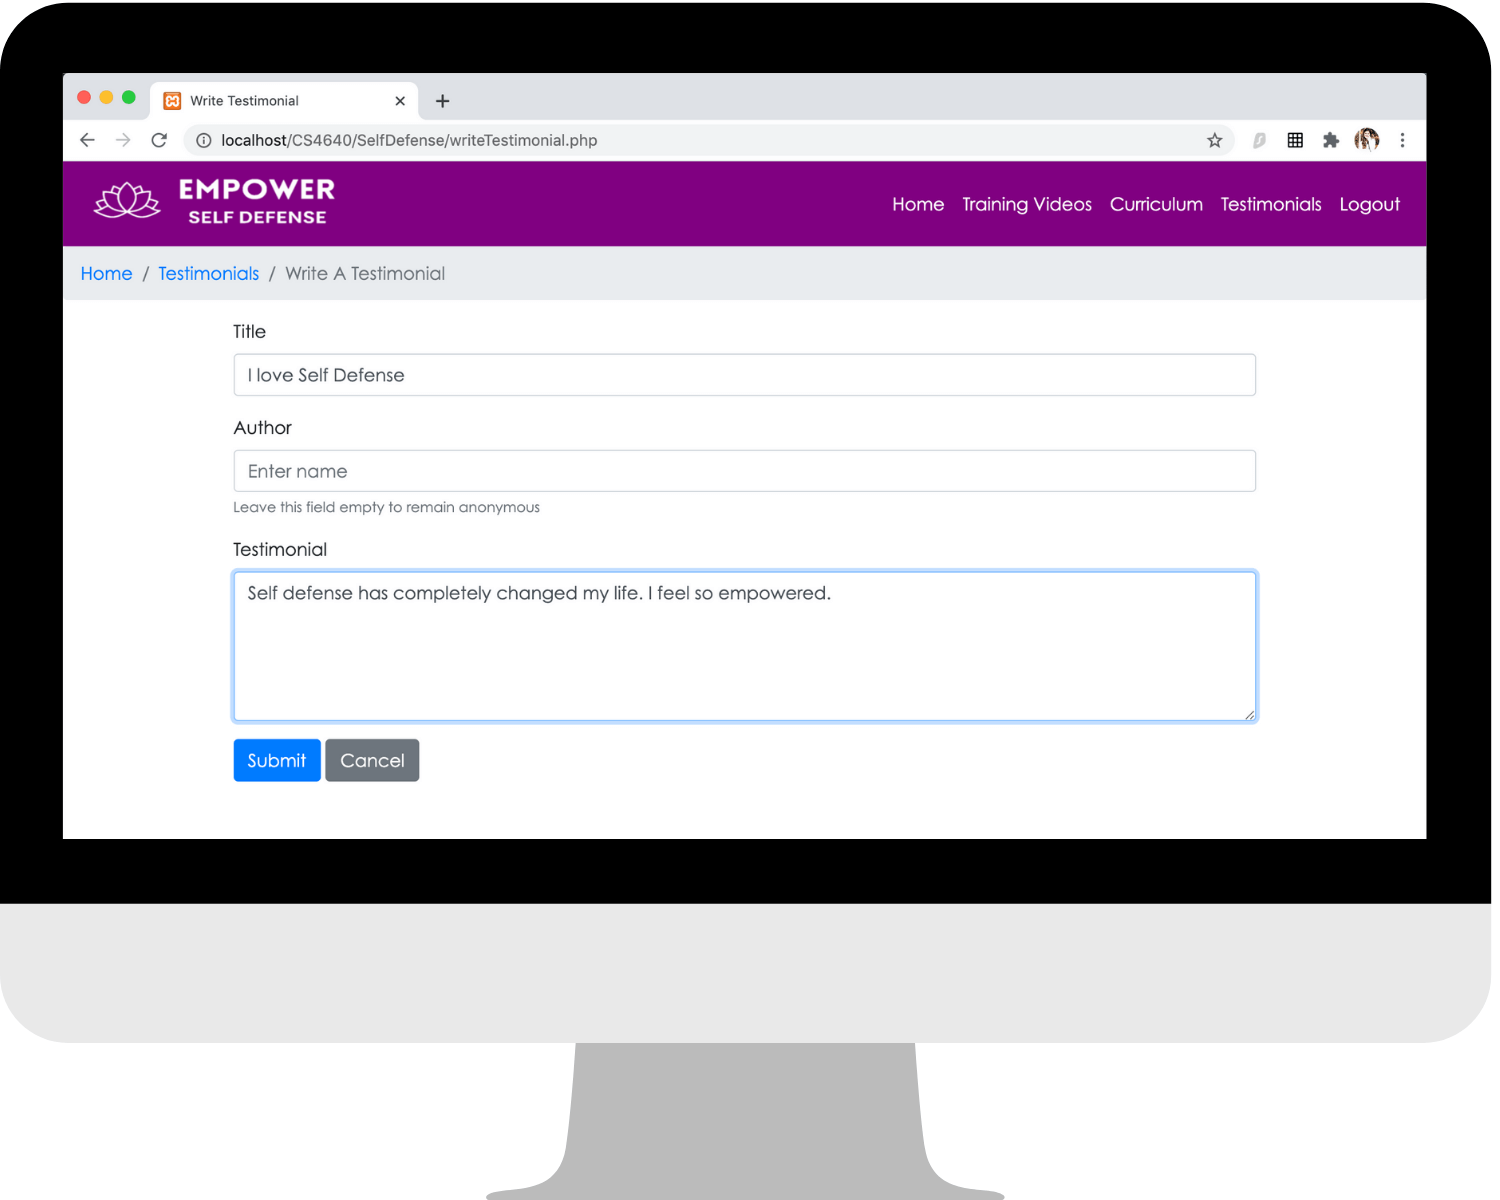 Write Testimonial
localhost/CS4640/SelfDefense/writeTestimonial.php
EMPOWER
SELF DEFENSE
Home Training Videos Curriculum Testimonials Logout
Home / Testimonials / Write A Testimonial
Title
I love Self Defense
Author
Enter name
Leave this field empty to remain anonymous
Testimonial
Self defense has completely changed my life. I feel so empowered.
Submit Cancel